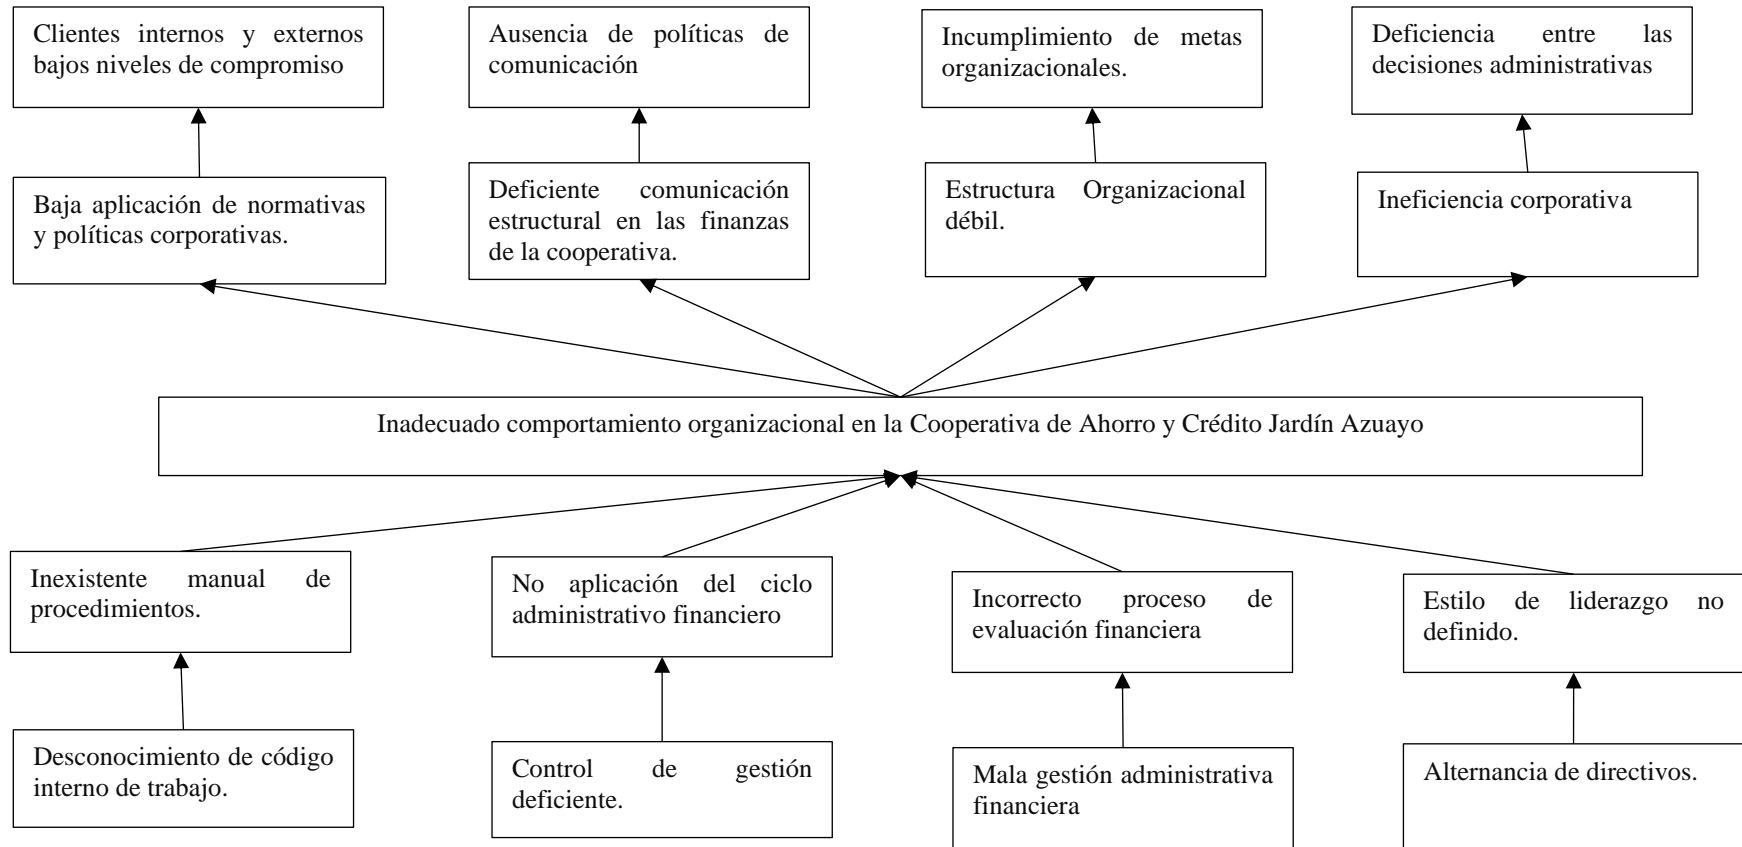 Clientes internos y externos
bajos niveles de compromiso
Ausencia de políticas de
comunicación
Incumplimiento de metas
organizacionales.
Deficiencia entre las
decisiones administrativas
Baja aplicación de normativas
y políticas corporativas.
Deficiente comunicación
estructural en las finanzas
de la cooperativa.
Estructura Organizacional
débil.
Ineficiencia corporativa
Inadecuado comportamiento organizacional en la Cooperativa de Ahorro y Crédito Jardín Azuayo
Inexistente manual de
procedimientos.
No aplicación del ciclo
administrativo financiero
Incorrecto proceso de
evaluación financiera
Estilo de liderazgo no
definido.
Desconocimiento de código
interno de trabajo.
Control de gestión
deficiente.
Mala gestión administrativa
financiera
Alternancia de directivos.